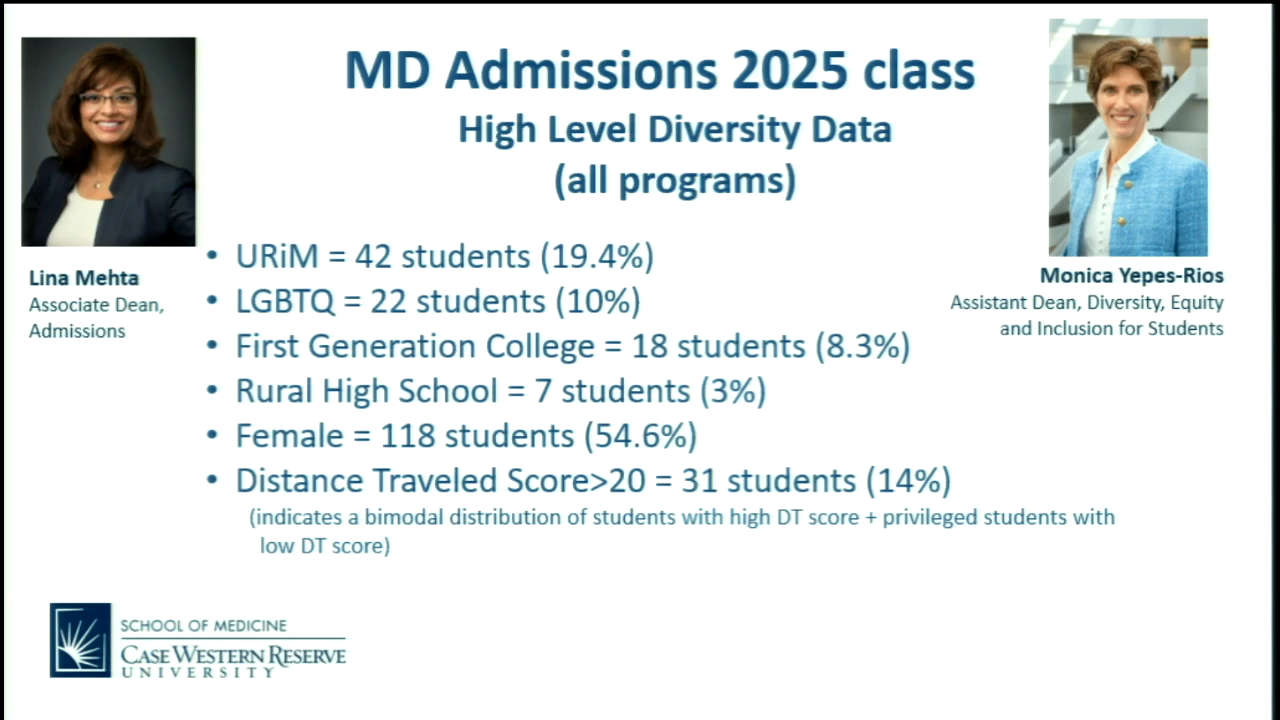 MD Admissions 2025 class
High Level Diversity Data
(all programs)
• URiM = 42 students (19.4%)
• LGBTQ = 22 students (10%)
• First Generation College = 18 students (8.3%)
• Rural High School = 7 students (3%)
• Female = 118 students (54.6%)
• Distance Traveled Score>20 = 31 students (14%)
(indicates a bimodal distribution of students with high DT score + privileged students with
low DT score)
Lina Mehta
Associate Dean,
Admissions
Monica Yepes-Rios
Assistant Dean, Diversity, Equity
and Inclusion for Students
SCHOOL OF MEDICINE
CASE WESTERN RESERVE
UNIVERSITY